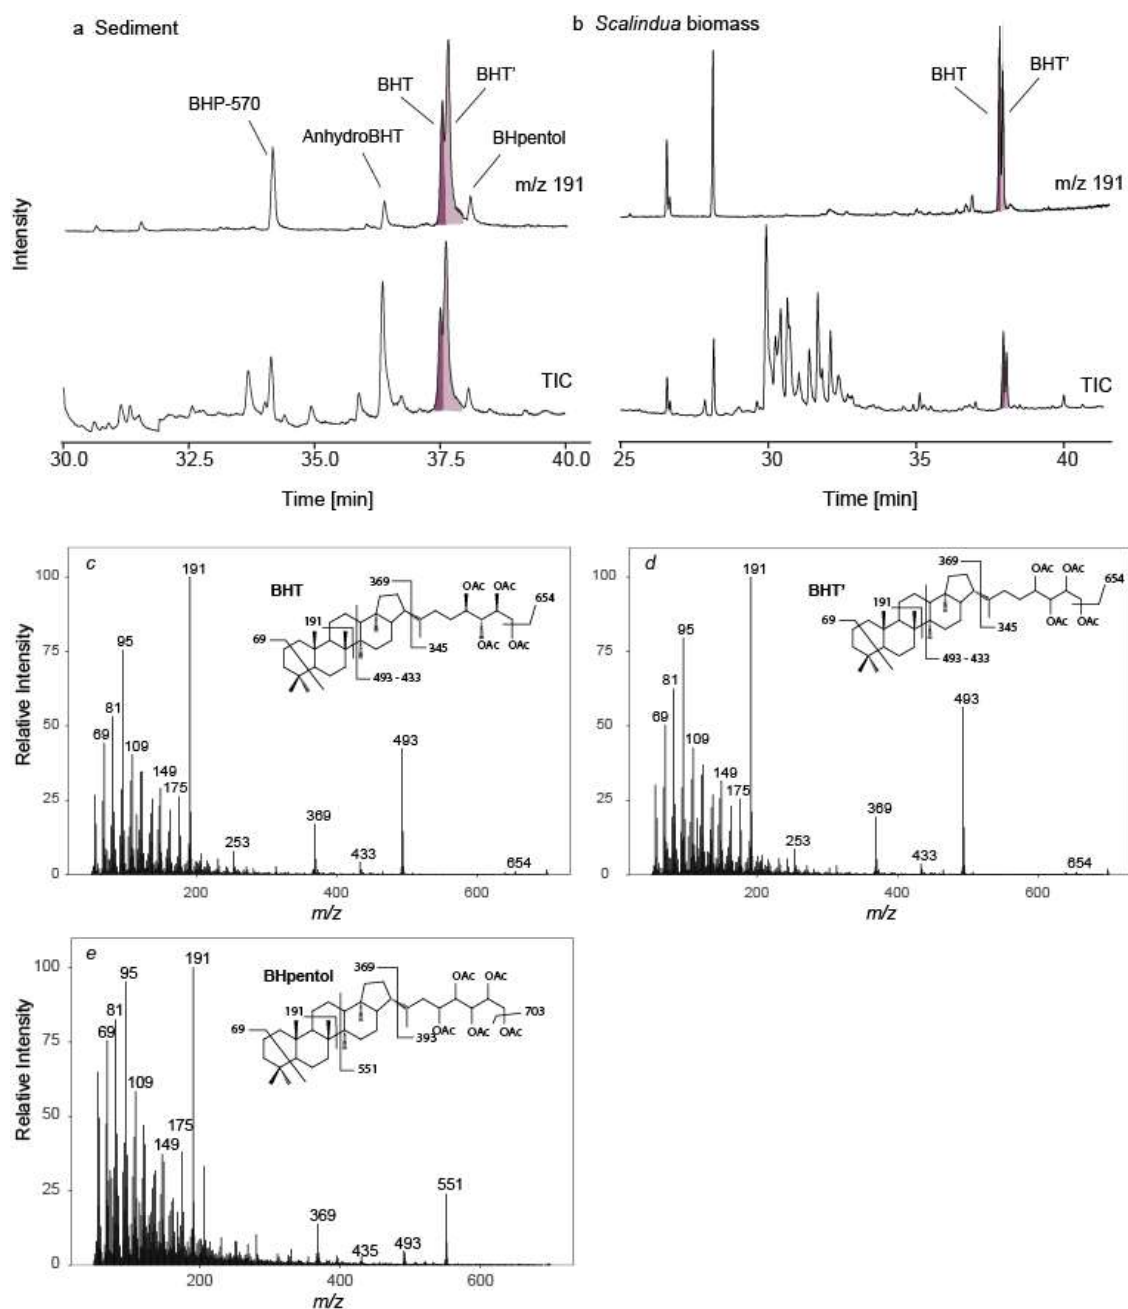 a Sediment
BHT
BHT'
BHP-570
AnhydroBHT
BHpentol
m/z 191
TIC
Intensity
30.0 32.5 35.0 37.5 40.0
Time [min]
b Scalindua biomass
BHT
BHT'
m/z 191
TIC
25 30 35 40
Time [min]
c
BHT
191
369
OAc OAc
654
191
69
OAc OAc
345
493 - 433
100
75
50
25
0
95
81
69
109
149
175
253
369
433
493
654
200 400 600
m/z
Relative Intensity
d
BHT'
191
369
OAc OAc
654
191
69
OAc OAc
345
493 - 433
100
75
50
25
0
95
81
69
109
149
175
253
369
433
493
654
200 400 600
m/z
e
BHpentol
191
369
OAc OAc
191
703
69
OAc OAc OAc
393
551
100
75
50
25
0
95
81
69
109
175
149
369
435
493
551
200 400 600
m/z
Relative Intensity